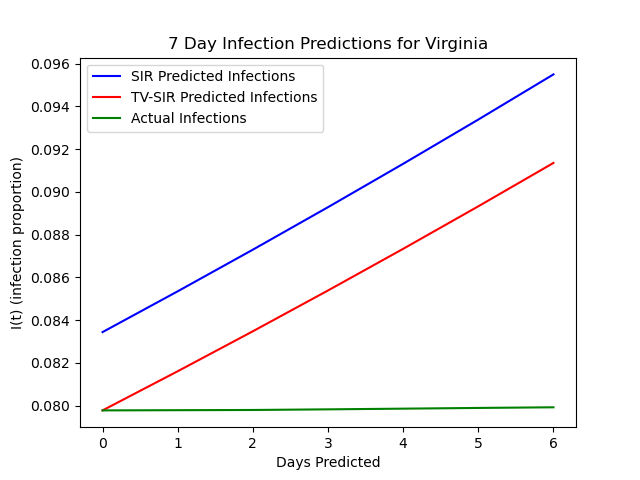 7 Day Infection Predictions for Virginia
SIR Predicted Infections
TV-SIR Predicted Infections
Actual Infections
I(t) (infection proportion)
0.096
0.094
0.092
0.090
0.088
0.086
0.084
0.082
0.080
0 1 2 3 4 5 6
Days Predicted